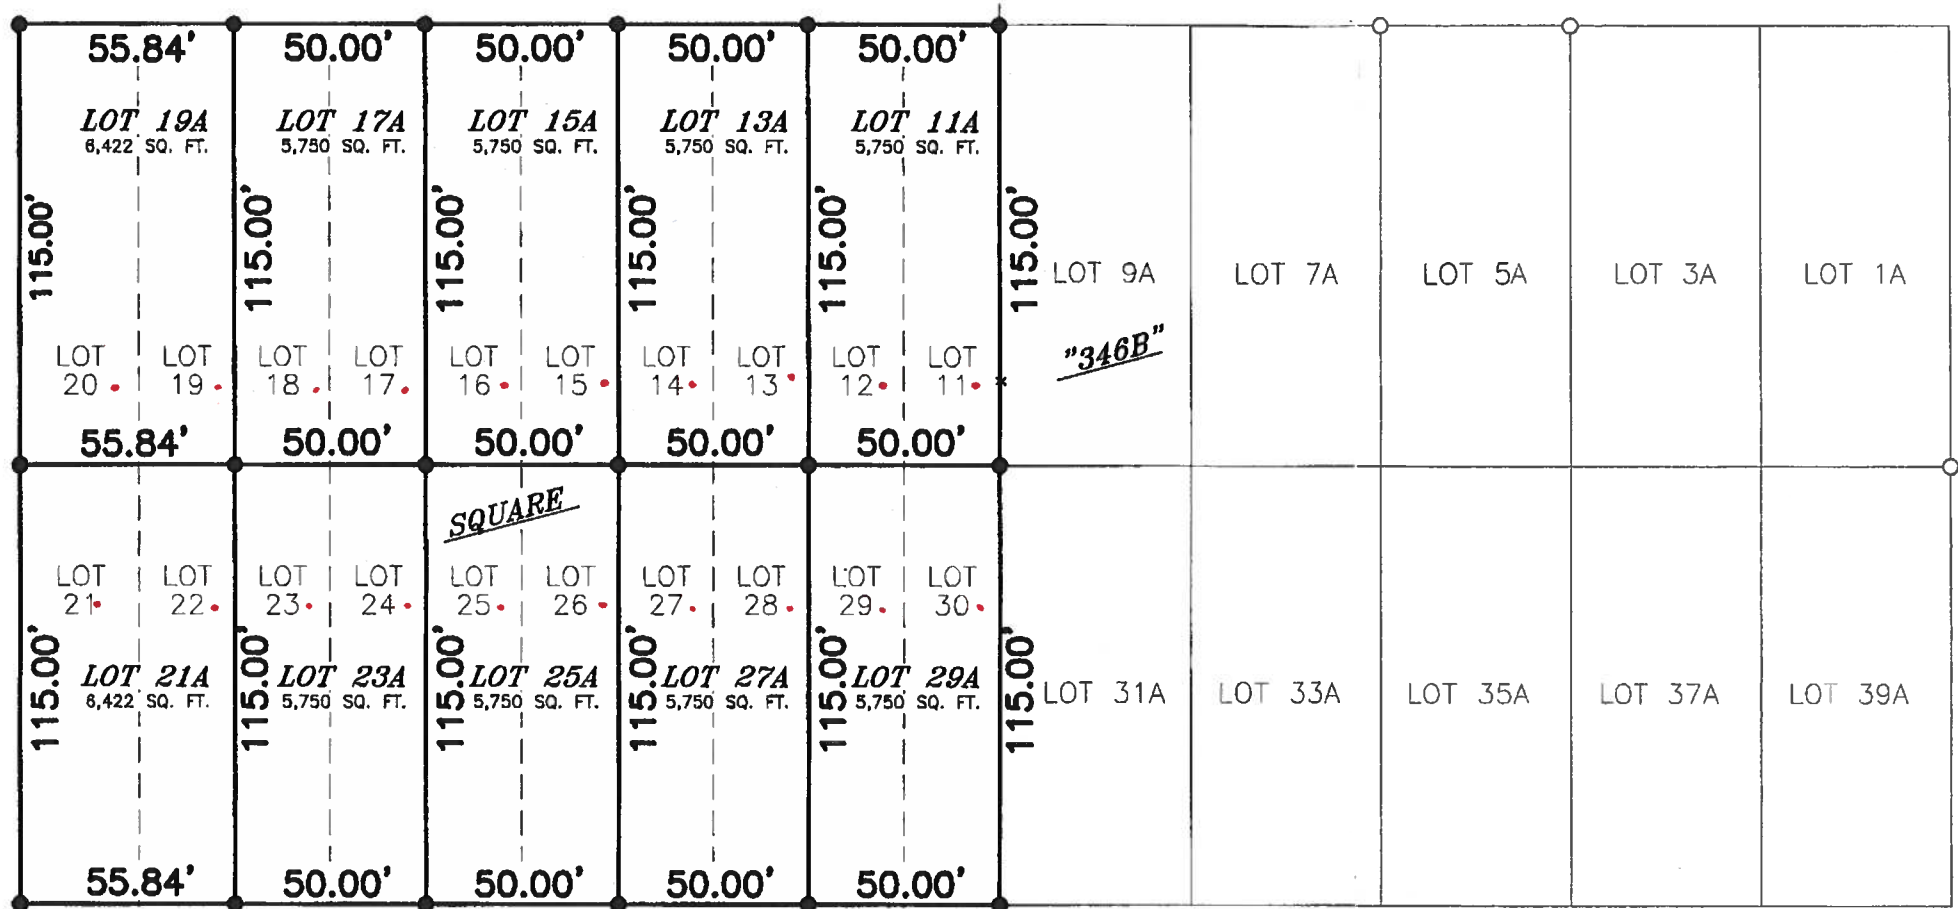 55.84' 50.00' 50.00' 50.00' 50.00'
LOT 19A LOT 17A LOT 15A LOT 13A LOT 11A
6,422 SQ. FT. 5,750 SQ. FT. 5,750 SQ. FT. 5,750 SQ. FT. 5,750 SQ. FT.
115.00' 115.00' 115.00' 115.00' 115.00' 115.00'
LOT 9A LOT 7A LOT 5A LOT 3A LOT 1A
"346B"
LOT LOT LOT LOT LOT LOT LOT LOT LOT LOT
20 19 18 17 16 15 14 13 12 11
55.84' 50.00' 50.00' 50.00' 50.00'
SQUARE
LOT LOT LOT LOT LOT LOT LOT LOT LOT LOT
21 22 23 24 25 26 27 28 29 30
115.00' 115.00' 115.00' 115.00' 115.00' 115.00'
LOT 21A LOT 23A LOT 25A LOT 27A LOT 29A
6,422 SQ. FT. 5,750 SQ. FT. 5,750 SQ. FT. 5,750 SQ. FT. 5,750 SQ. FT.
LOT 31A LOT 33A LOT 35A LOT 37A LOT 39A
55.84' 50.00' 50.00' 50.00' 50.00'